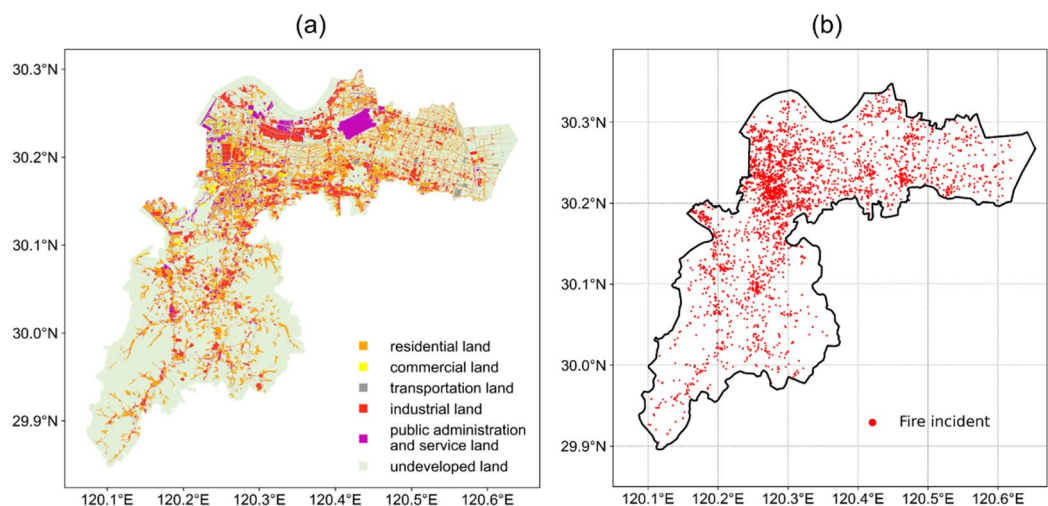 (a)
30.3°N
30.2°N
30.1°N
30.0°N
29.9°N
residential land
commercial land
transportation land
industrial land
public administration
and service land
undeveloped land
120.1°E 120.2°E 120.3°E 120.4°E 120.5°E 120.6°E
(b)
30.3°N
30.2°N
30.1°N
30.0°N
29.9°N
Fire incident
120.1°E 120.2°E 120.3°E 120.4°E 120.5°E 120.6°E